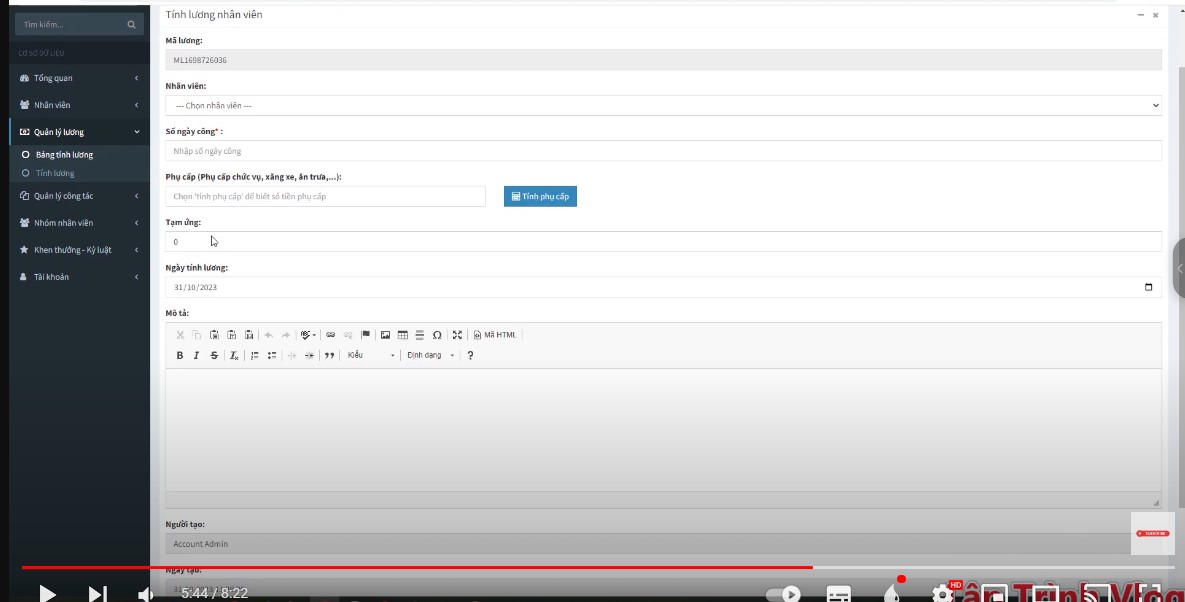 Tính lương nhân viên
Tìm kiếm...
CƠ SỞ DỮ LIỆU
Tổng quan
Nhân viên
Quản lý lương
Bảng tính lương
Tính lương
Quản lý công tác
Nhóm nhân viên
Khen thưởng - Kỷ luật
Tài khoản
Mã lương:
ML1698726036
Nhân viên:
--- Chọn nhân viên ---
Số ngày công* :
Nhập số ngày công
Phụ cấp (Phụ cấp chức vụ, xăng xe, ăn trưa,...):
Chọn 'tính phụ cấp' để biết số tiền phụ cấp
Tính phụ cấp
Tạm ứng:
0
Ngày tính lương:
31/10/2023
Mô tả:
Mã HTML
B I S Kiểu Định dạng ?
Người tạo:
Account Admin
SUBSCRIBE
Ngày tạo:
5:44 / 8:22
HD
ân Trình Vlog